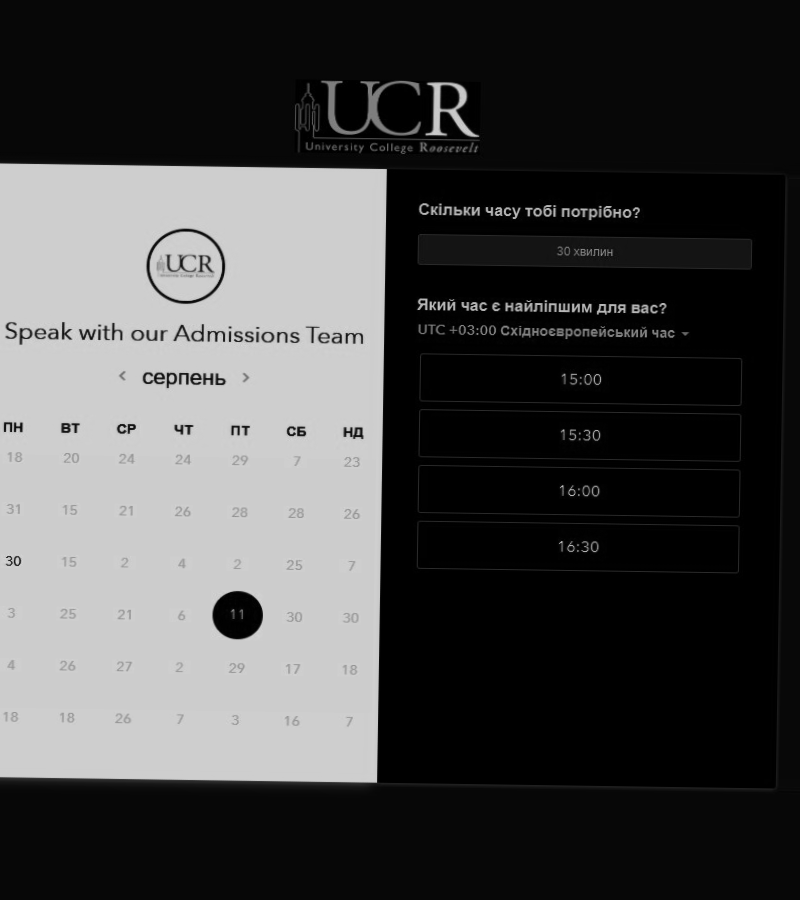 UCR
University College Roosevelt
UCR
Speak with our Admissions Team
серпень
ПН ВТ СР ЧТ ПТ СБ НД
18 20 24 24 29 7 23
31 15 21 26 28 28 26
30 15 2 4 2 25 7
3 25 21 6 11 30 30
4 26 27 2 29 17 18
18 18 26 7 3 16 7
Скільки часу тобі потрібно?
30 хвилин
Який час є найліпшим для вас?
UTC +03:00 Східноєвропейський час
15:00
15:30
16:00
16:30